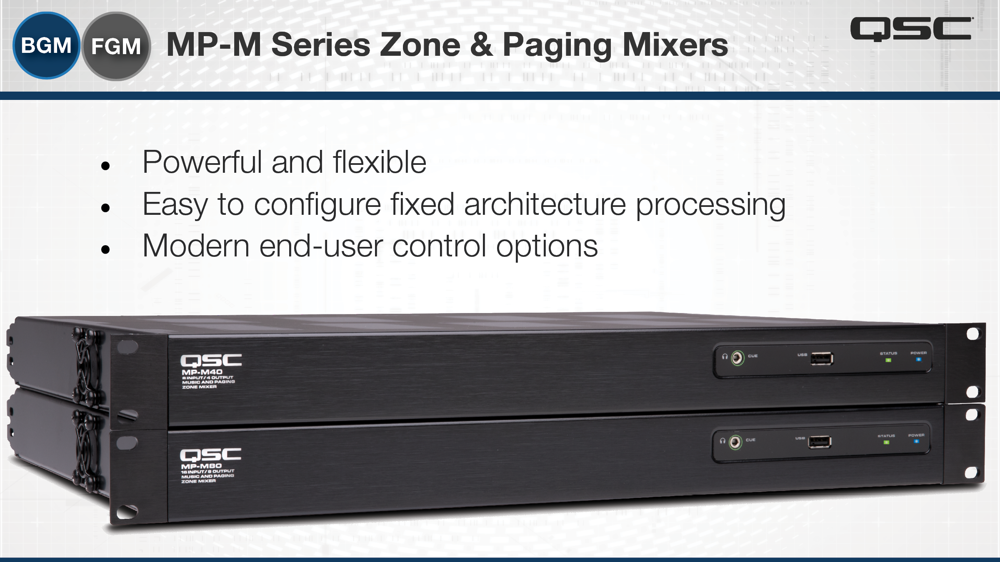 BGM
FGM
MP-M Series Zone & Paging Mixers
QSC
• Powerful and flexible
• Easy to configure fixed architecture processing
• Modern end-user control options
QSC
MP-M40
8 INPUT/4 OUTPUT
MUSIC AND PAGING
ZONE MIXER
CUE
USB
STATUS
POWER
QSC
MP-M80
16 INPUT/8 OUTPUT
MUSIC AND PAGING
ZONE MIXER
CUE
USB
STATUS
POWER